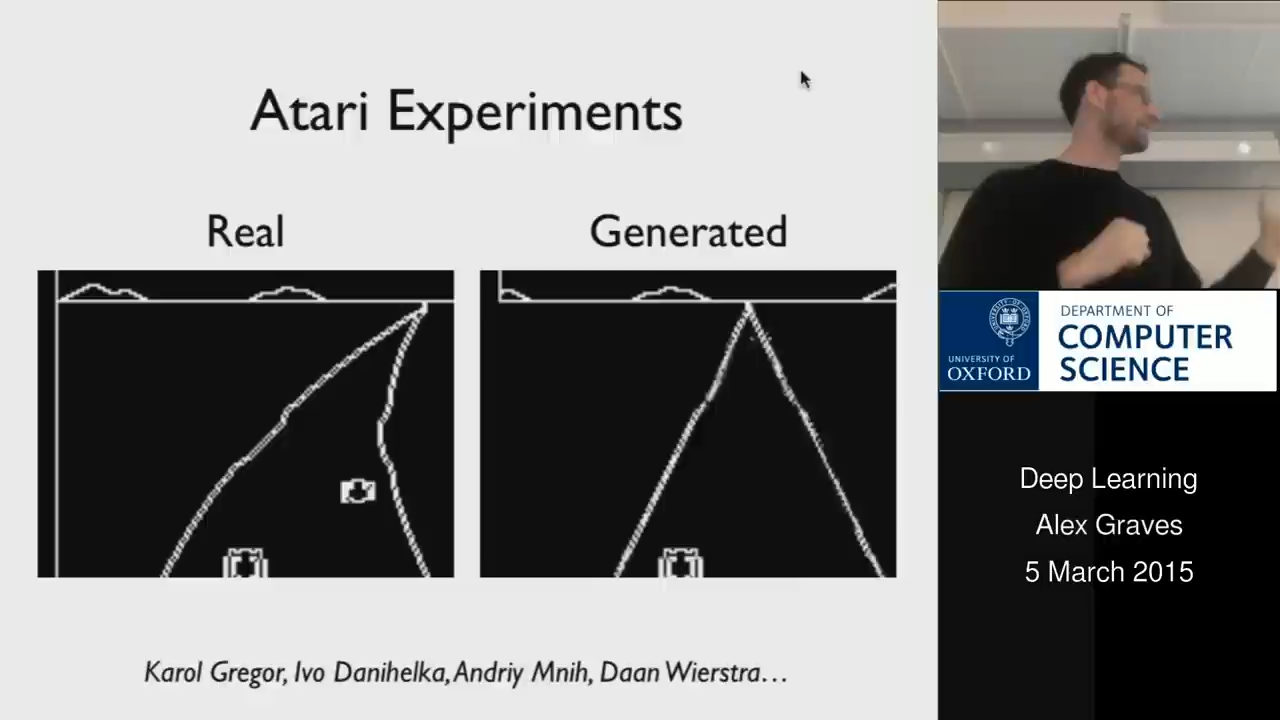 Atari Experiments
Real
Generated
Karol Gregor, Ivo Danihelka, Andriy Mnih, Daan Wierstra…
UNIVERSITY OF
OXFORD
DEPARTMENT OF
COMPUTER
SCIENCE
Deep Learning
Alex Graves
5 March 2015